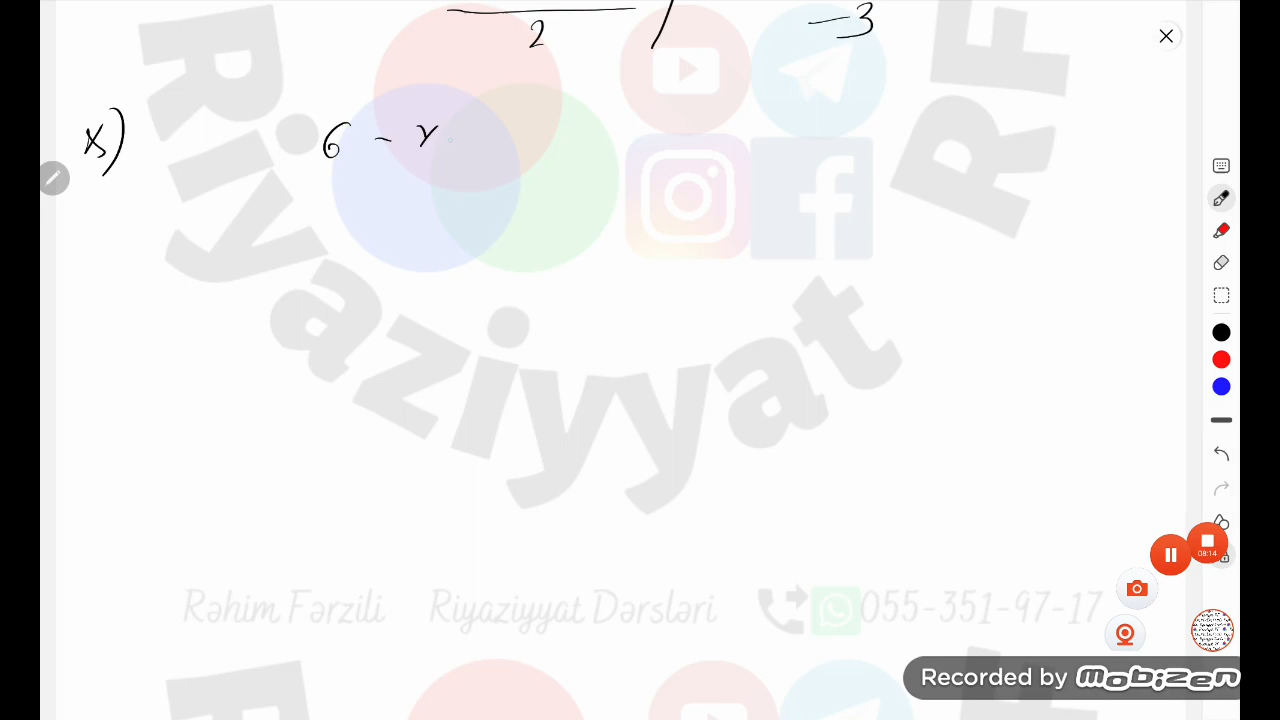 2 / -3
x) 6 - x
Riyaziyyat RF
Rəhim Fərzili Riyaziyyat Dərsləri 055-351-97-17
08:14
Recorded by mobizen